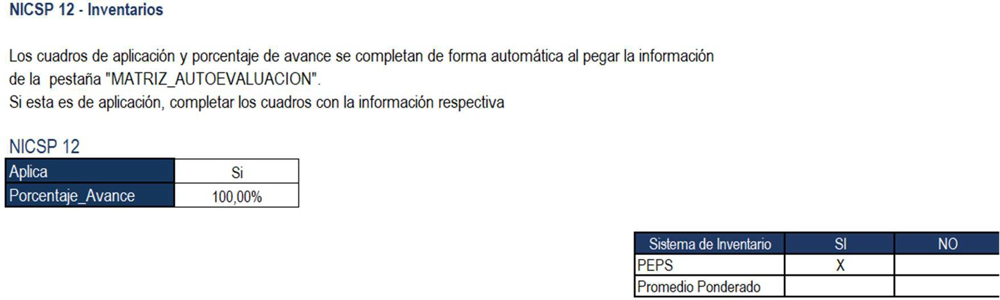 NICSP 12 - Inventarios
Los cuadros de aplicación y porcentaje de avance se completan de forma automática al pegar la información
de la pestaña "MATRIZ_AUTOEVALUACION".
Si esta es de aplicación, completar los cuadros con la información respectiva
NICSP 12
Aplica Si
Porcentaje_Avance 100,00%
Sistema de Inventario SI NO
PEPS X
Promedio Ponderado